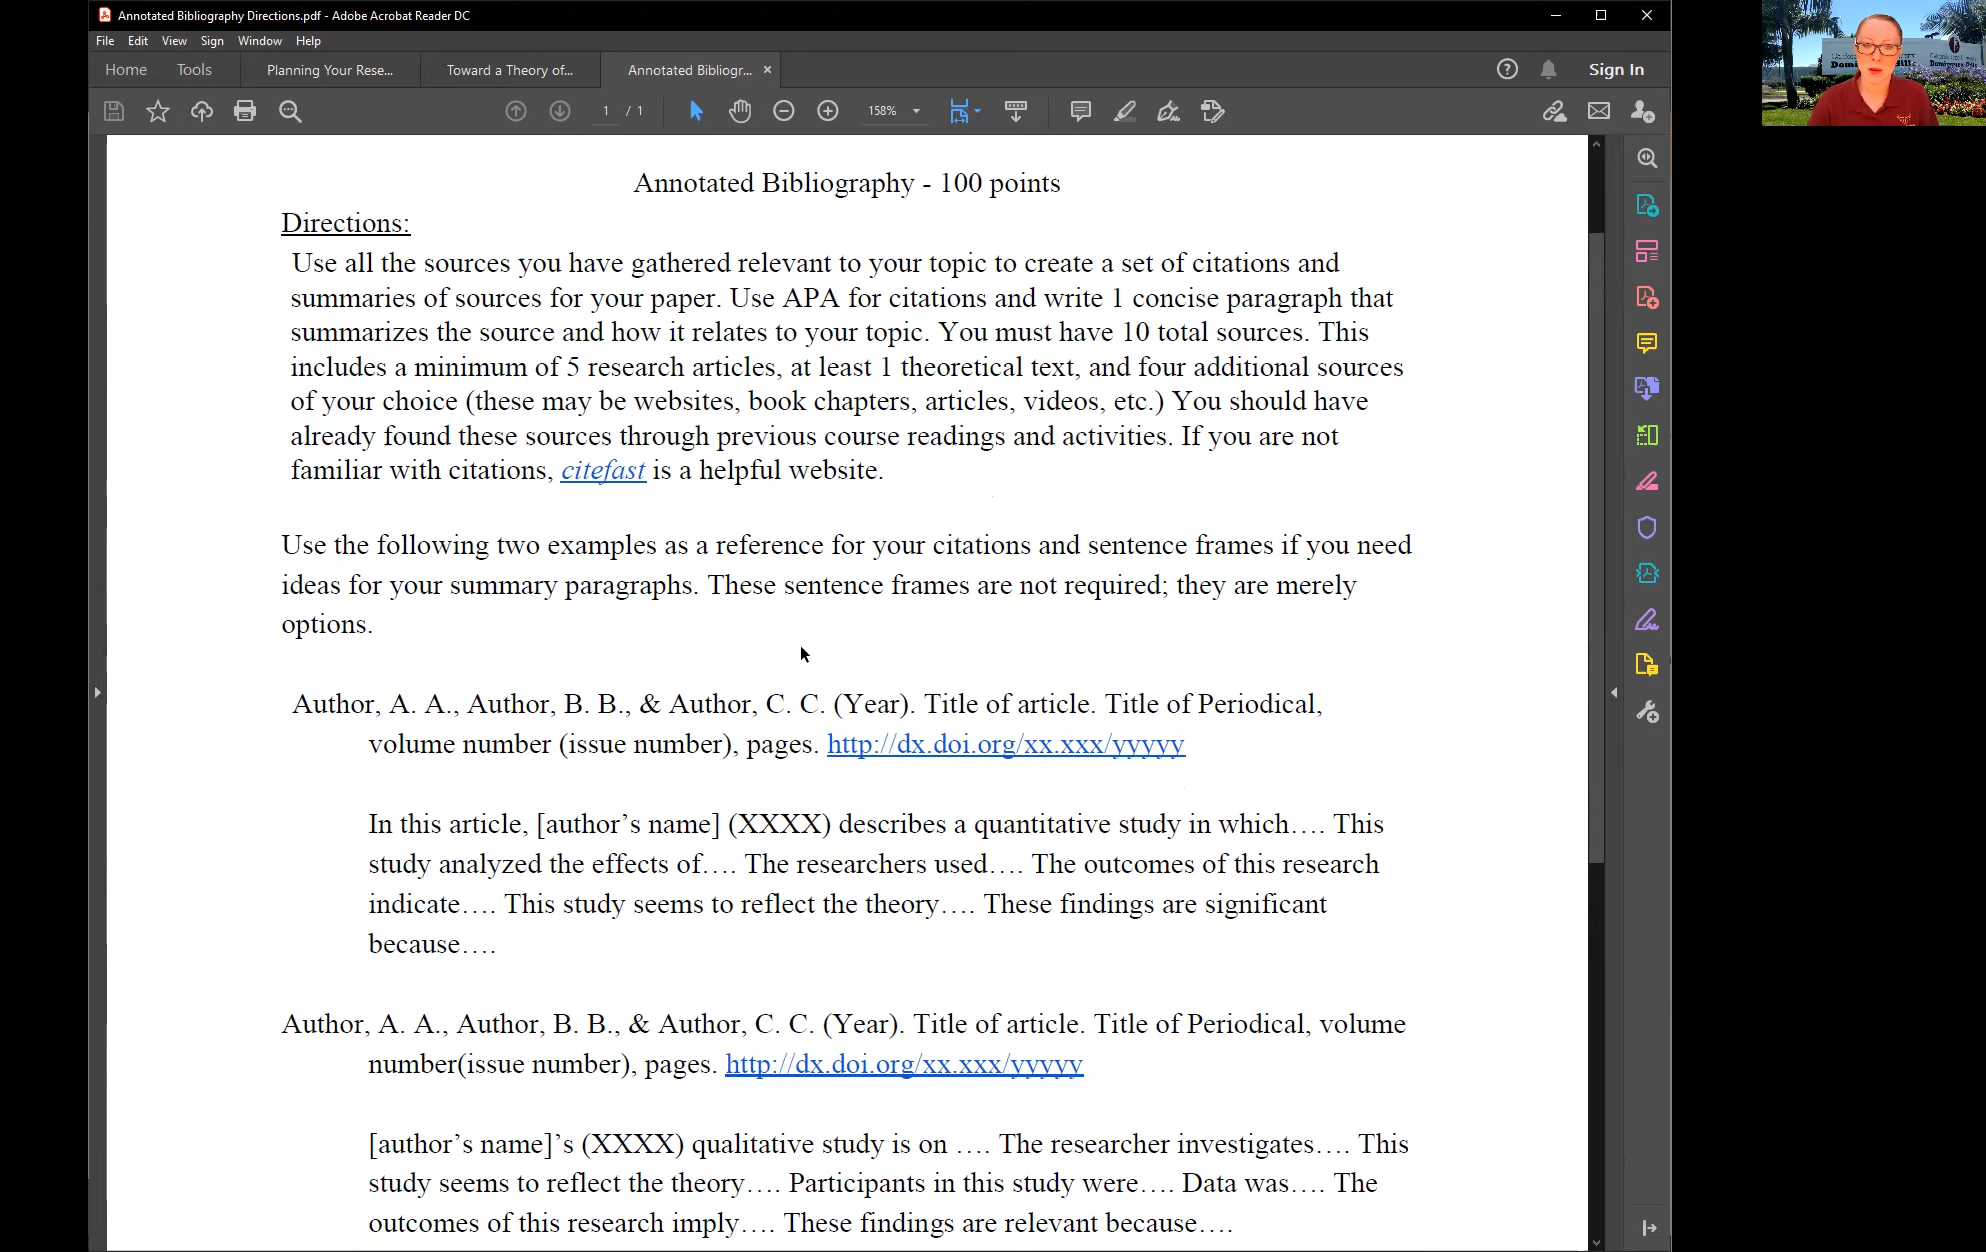 Annotated Bibliography Directions.pdf - Adobe Acrobat Reader DC
File Edit View Sign Window Help
Home Tools Planning Your Rese... Toward a Theory of... Annotated Bibliogr... Sign In
1 / 1 158%
Annotated Bibliography - 100 points
Directions:
Use all the sources you have gathered relevant to your topic to create a set of citations and
summaries of sources for your paper. Use APA for citations and write 1 concise paragraph that
summarizes the source and how it relates to your topic. You must have 10 total sources. This
includes a minimum of 5 research articles, at least 1 theoretical text, and four additional sources
of your choice (these may be websites, book chapters, articles, videos, etc.) You should have
already found these sources through previous course readings and activities. If you are not
familiar with citations, citefast is a helpful website.
Use the following two examples as a reference for your citations and sentence frames if you need
ideas for your summary paragraphs. These sentence frames are not required; they are merely
options.
Author, A. A., Author, B. B., & Author, C. C. (Year). Title of article. Title of Periodical,
volume number (issue number), pages. http://dx.doi.org/xx.xxx/yyyyy
In this article, [author’s name] (XXXX) describes a quantitative study in which…. This
study analyzed the effects of…. The researchers used…. The outcomes of this research
indicate…. This study seems to reflect the theory…. These findings are significant
because….
Author, A. A., Author, B. B., & Author, C. C. (Year). Title of article. Title of Periodical, volume
number(issue number), pages. http://dx.doi.org/xx.xxx/yyyyy
[author’s name]’s (XXXX) qualitative study is on …. The researcher investigates…. This
study seems to reflect the theory…. Participants in this study were…. Data was…. The
outcomes of this research imply…. These findings are relevant because….